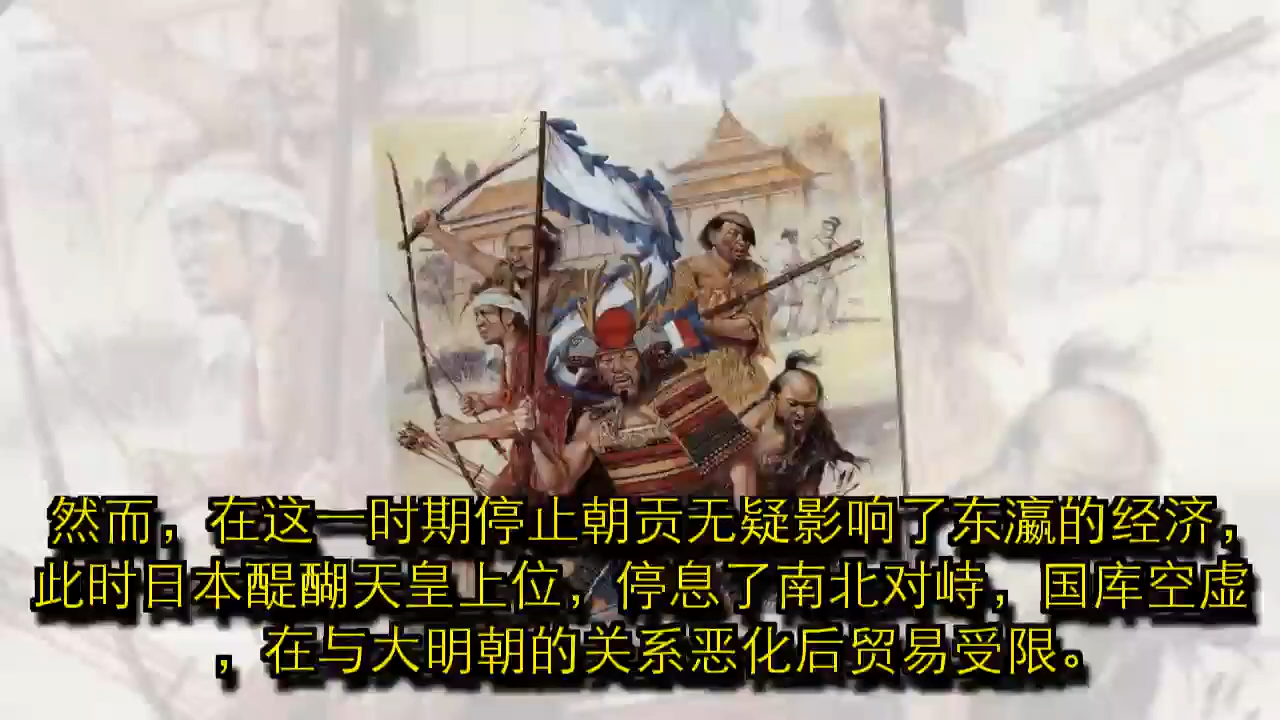 然而，在这一时期停止朝贡无疑影响了东瀛的经济，
此时日本醍醐天皇上位，停息了南北对峙，国库空虚
，在与大明朝的关系恶化后贸易受限。